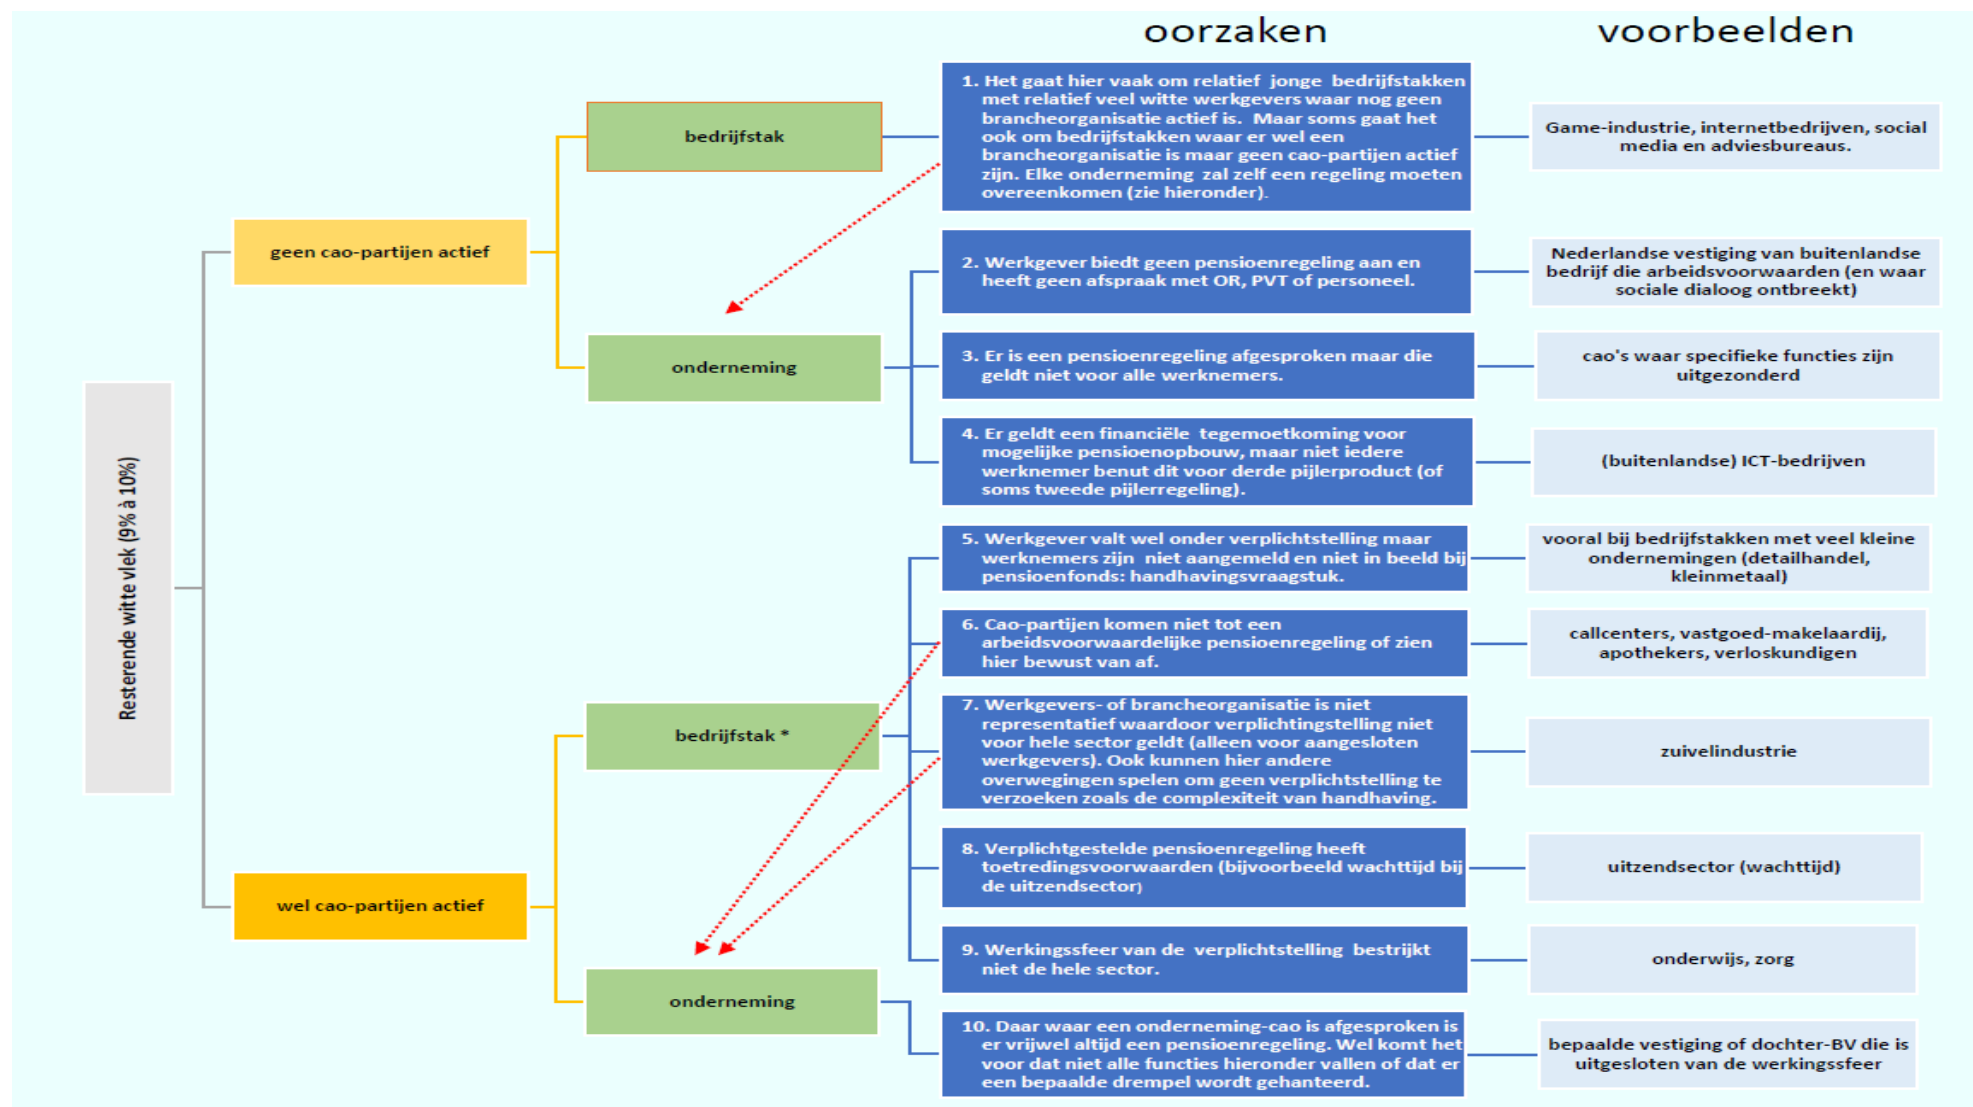 oorzaken
voorbeelden
Resterende witte vlek (9% à 10%)
geen cao-partijen actief
bedrijfstak
1. Het gaat hier vaak om relatief jonge bedrijfstakken
met relatief veel witte werkgevers waar nog geen
brancheorganisatie actief is. Maar soms gaat het
ook om bedrijfstakken waar er wel een
brancheorganisatie is maar geen cao-partijen actief
zijn. Elke onderneming zal zelf een regeling moeten
overeenkomen (zie hieronder).
Game-industrie, internetbedrijven, social
media en adviesbureaus.
onderneming
2. Werkgever biedt geen pensioenregeling aan en
heeft geen afspraak met OR, PVT of personeel.
Nederlandse vestiging van buitenlandse
bedrijf die arbeidsvoorwaarden (en waar
sociale dialoog ontbreekt)
3. Er is een pensioenregeling afgesproken maar die
geldt niet voor alle werknemers.
cao's waar specifieke functies zijn
uitgezonderd
4. Er geldt een financiële tegemoetkoming voor
mogelijke pensioenopbouw, maar niet iedere
werknemer benut dit voor derde pijlerproduct (of
soms tweede pijlerregeling).
(buitenlandse) ICT-bedrijven
wel cao-partijen actief
bedrijfstak *
5. Werkgever valt wel onder verplichtstelling maar
werknemers zijn niet aangemeld en niet in beeld bij
pensioenfonds: handhavingsvraagstuk.
vooral bij bedrijfstakken met veel kleine
ondernemingen (detailhandel,
kleinmetaal)
6. Cao-partijen komen niet tot een
arbeidsvoorwaardelijke pensioenregeling of zien
hier bewust van af.
callcenters, vastgoed-makelaardij,
apothekers, verloskundigen
7. Werkgevers- of brancheorganisatie is niet
representatief waardoor verplichtingstelling niet
voor hele sector geldt (alleen voor aangesloten
werkgevers). Ook kunnen hier andere
overwegingen spelen om geen verplichtstelling te
verzoeken zoals de complexiteit van handhaving.
zuivelindustrie
8. Verplichtgestelde pensioenregeling heeft
toetredingsvoorwaarden (bijvoorbeeld wachttijd bij
de uitzendsector)
uitzendsector (wachttijd)
9. Werkingssfeer van de verplichtstelling bestrijkt
niet de hele sector.
onderwijs, zorg
onderneming
10. Daar waar een onderneming-cao is afgesproken is
er vrijwel altijd een pensioenregeling. Wel komt het
voor dat niet alle functies hieronder vallen of dat er
een bepaalde drempel wordt gehanteerd.
bepaalde vestiging of dochter-BV die is
uitgesloten van de werkingssfeer